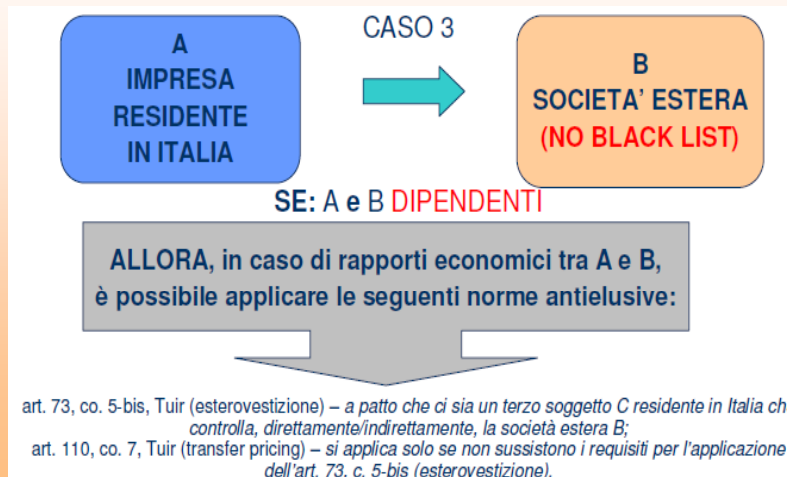 CASO 3
A
IMPRESA
RESIDENTE
IN ITALIA
B
SOCIETA’ ESTERA
(NO BLACK LIST)
SE: A e B DIPENDENTI
ALLORA, in caso di rapporti economici tra A e B,
è possibile applicare le seguenti norme antielusive:
art. 73, co. 5-bis, Tuir (esterovestizione) – a patto che ci sia un terzo soggetto C residente in Italia ch
controlla, direttamente/indirettamente, la società estera B;
art. 110, co. 7, Tuir (transfer pricing) – si applica solo se non sussistono i requisiti per l’applicazione
dell’art. 73, c. 5-bis (esterovestizione).